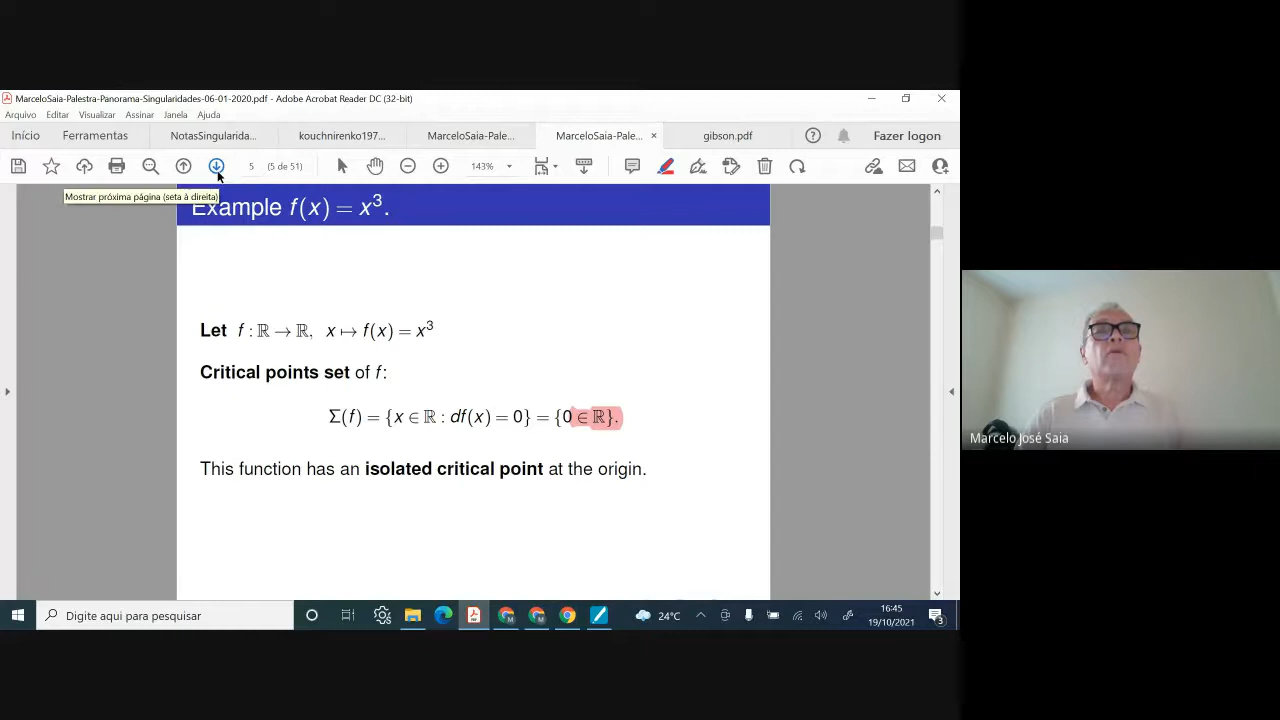 MarceloSaia-Palestra-Panorama-Singularidades-06-01-2020.pdf - Adobe Acrobat Reader DC (32-bit)
Arquivo Editar Visualizar Assinar Janela Ajuda
Início Ferramentas NotasSingularida... kouchnirenko197... MarceloSaia-Pale... MarceloSaia-Pale... × gibson.pdf Fazer logon
5 (5 de 51) 143%
Mostrar próxima página (seta à direita)
Example f(x) = x³.
Let f : ℝ → ℝ, x ↦ f(x) = x³
Critical points set of f:
Σ(f) = {x ∈ ℝ : df(x) = 0} = {0 ∈ ℝ}.
This function has an isolated critical point at the origin.
Marcelo José Saia
Digite aqui para pesquisar
24°C
16:45
19/10/2021
3